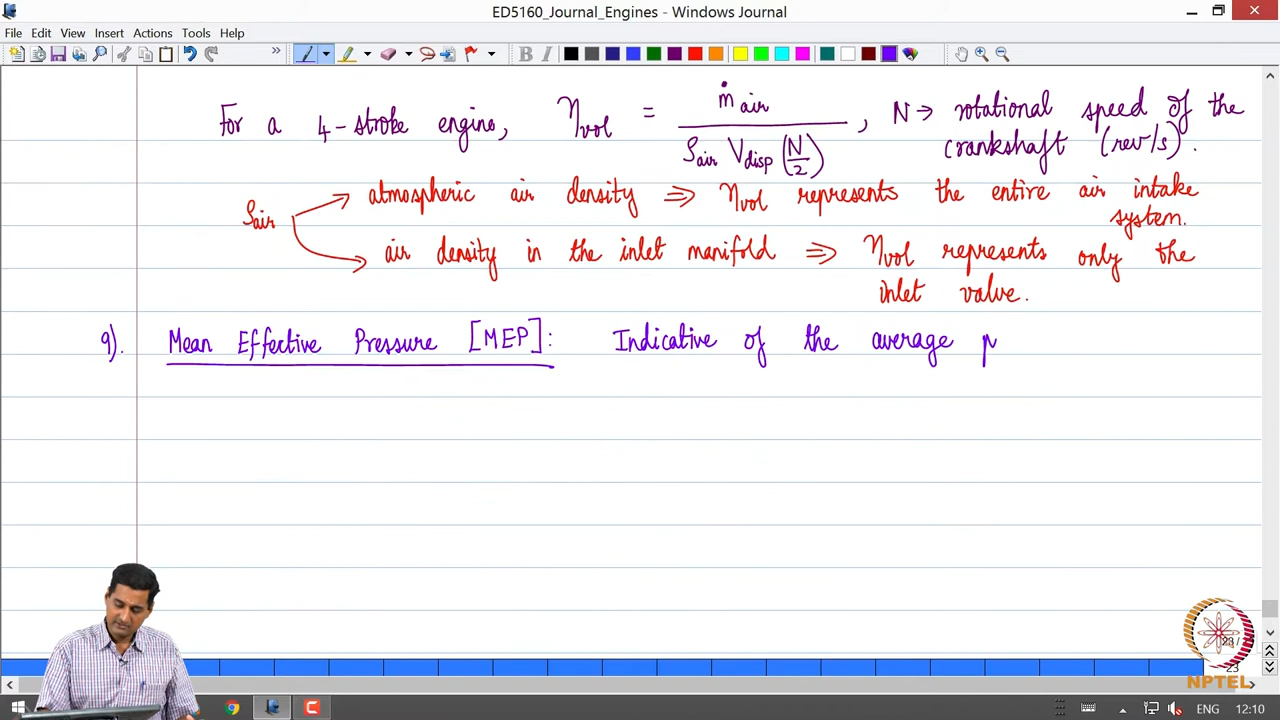 ED5160_Journal_Engines - Windows Journal
File Edit View Insert Actions Tools Help
For a 4-stroke engine, ηvol = ṁair / ρair Vdisp (N/2) , N → rotational speed of the
crankshaft (rev/s).
ρair → atmospheric air density ⇒ ηvol represents the entire air intake
system.
→ air density in the inlet manifold ⇒ ηvol represents only the
inlet valve.
9). Mean Effective Pressure [MEP]: Indicative of the average p
23
NPTEL
23
ENG 12:10